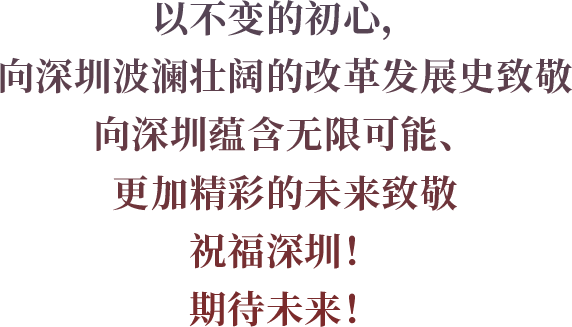 以不变的初心，
向深圳波澜壮阔的改革发展史致敬
向深圳蕴含无限可能、
更加精彩的未来致敬
祝福深圳！
期待未来！